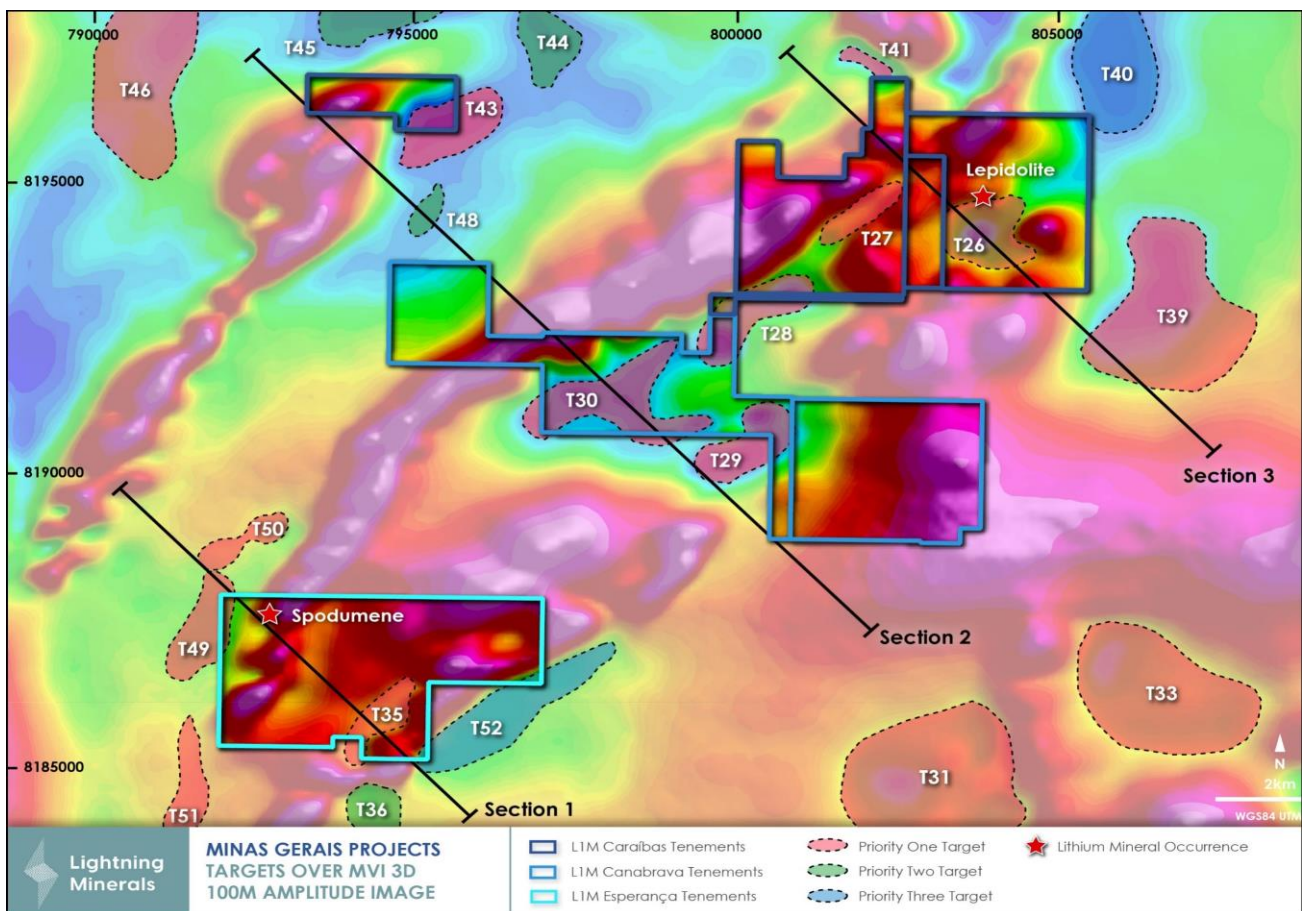 790000
795000
800000
805000
T45
T44
T41
T46
T40
T43
8195000
Lepidolite
T48
T27
T26
T28
T39
T30
T29
Section 3
8190000
T50
Spodumene
T49
Section 2
T33
T35
T52
8185000
T31
T51
T36
Section 1
N
2km
WGS84 UTM
Lightning
Minerals
MINAS GERAIS PROJECTS
TARGETS OVER MVI 3D
100M AMPLITUDE IMAGE
L1M Caraíbas Tenements
L1M Canabrava Tenements
L1M Esperança Tenements
Priority One Target
Priority Two Target
Priority Three Target
Lithium Mineral Occurrence